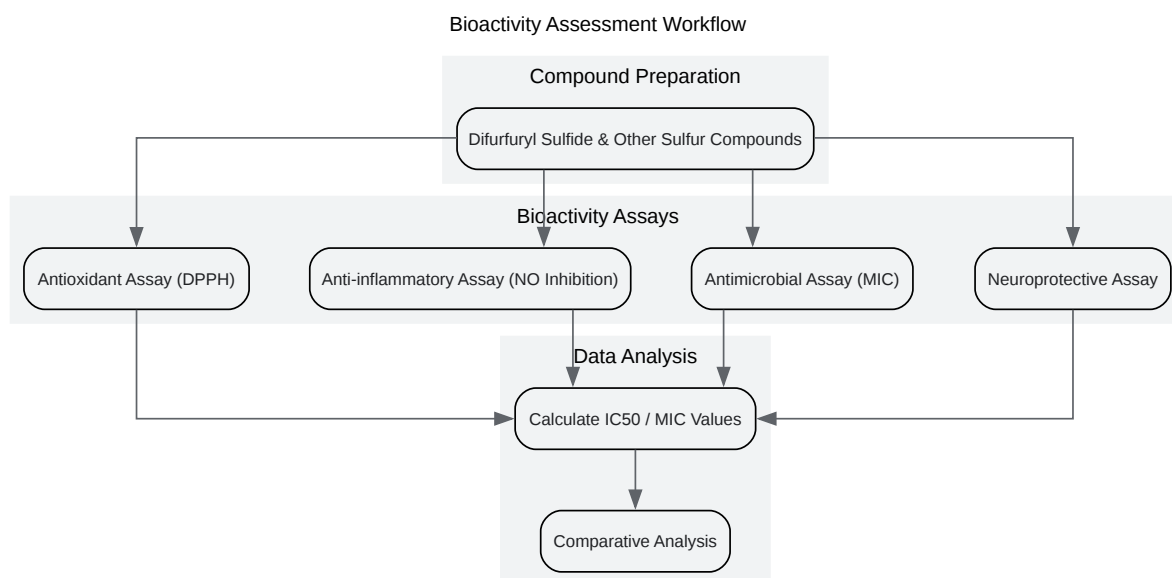 Bioactivity Assessment Workflow
Compound Preparation
Difurfuryl Sulfide & Other Sulfur Compounds
Bioactivity Assays
Antioxidant Assay (DPPH)
Anti-inflammatory Assay (NO Inhibition)
Antimicrobial Assay (MIC)
Neuroprotective Assay
Data Analysis
Calculate IC50 / MIC Values
Comparative Analysis